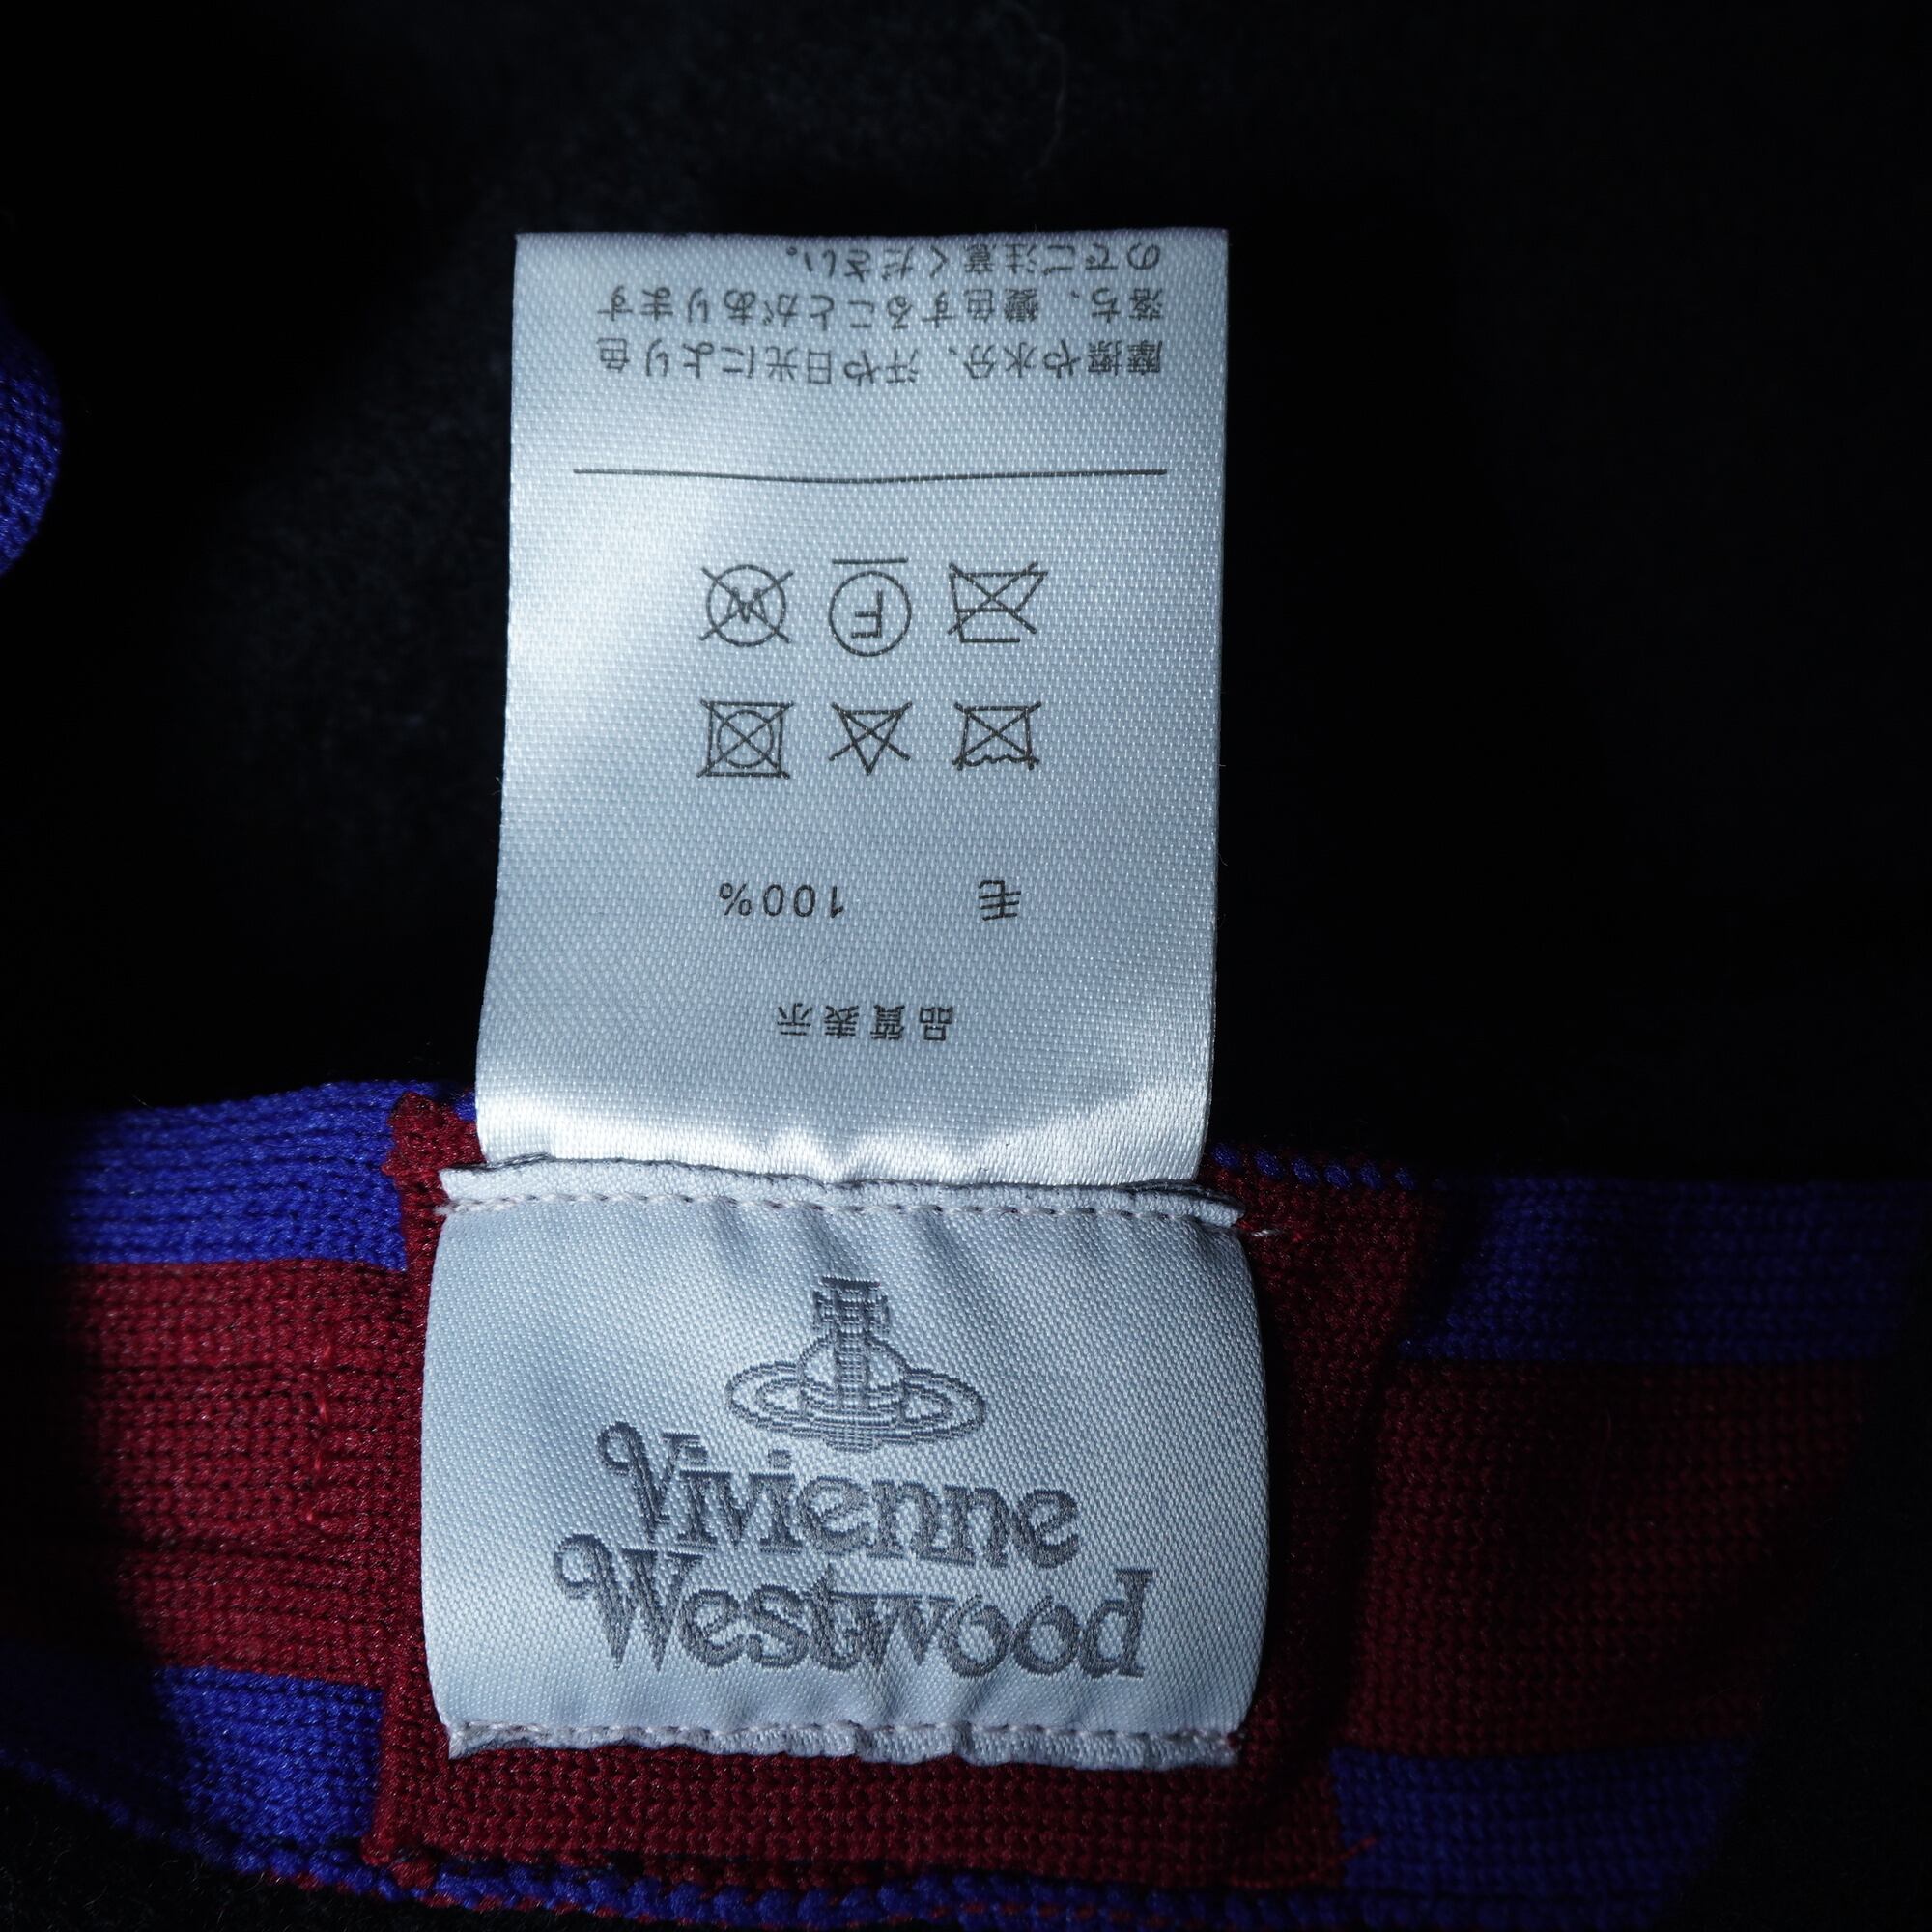 品質表示
毛 100%
F
W
摩擦や水分、汗や日光により色
落ち、變色することがあります
のでご注意ください。
Vivienne
Westwood